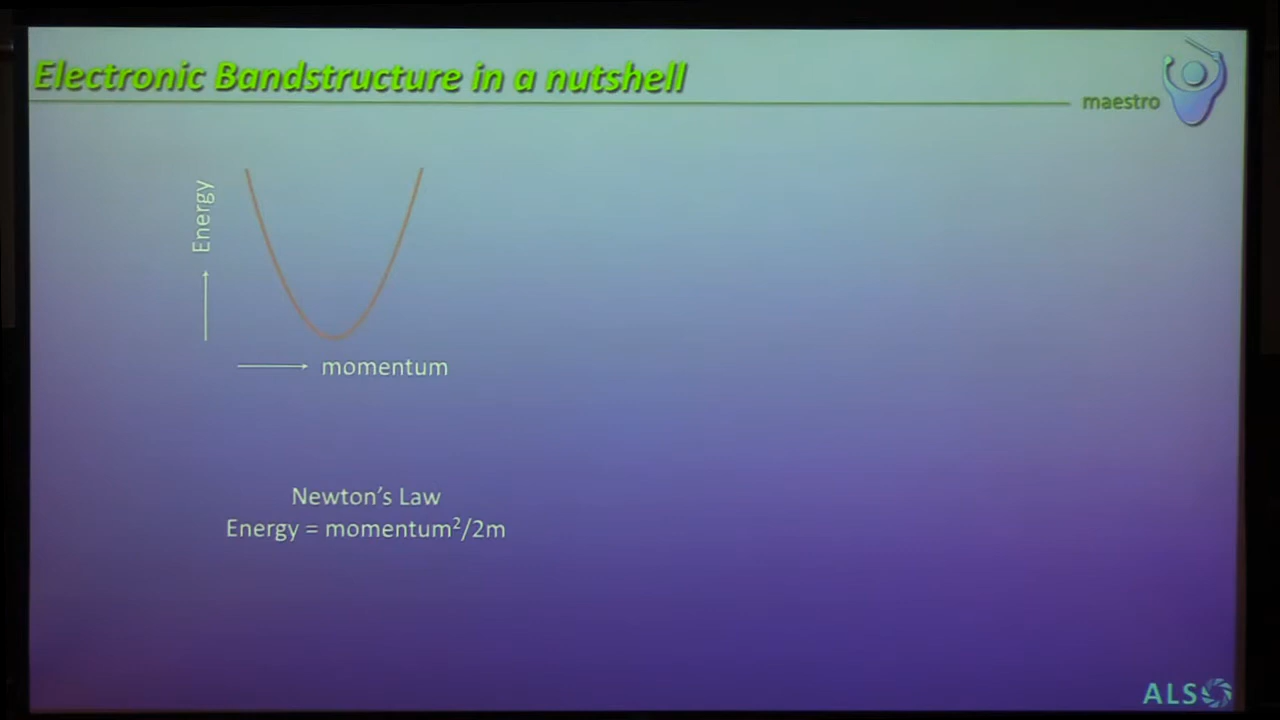 Electronic Bandstructure in a nutshell
maestro
Energy
momentum
Newton's Law
Energy = momentum²/2m
ALS